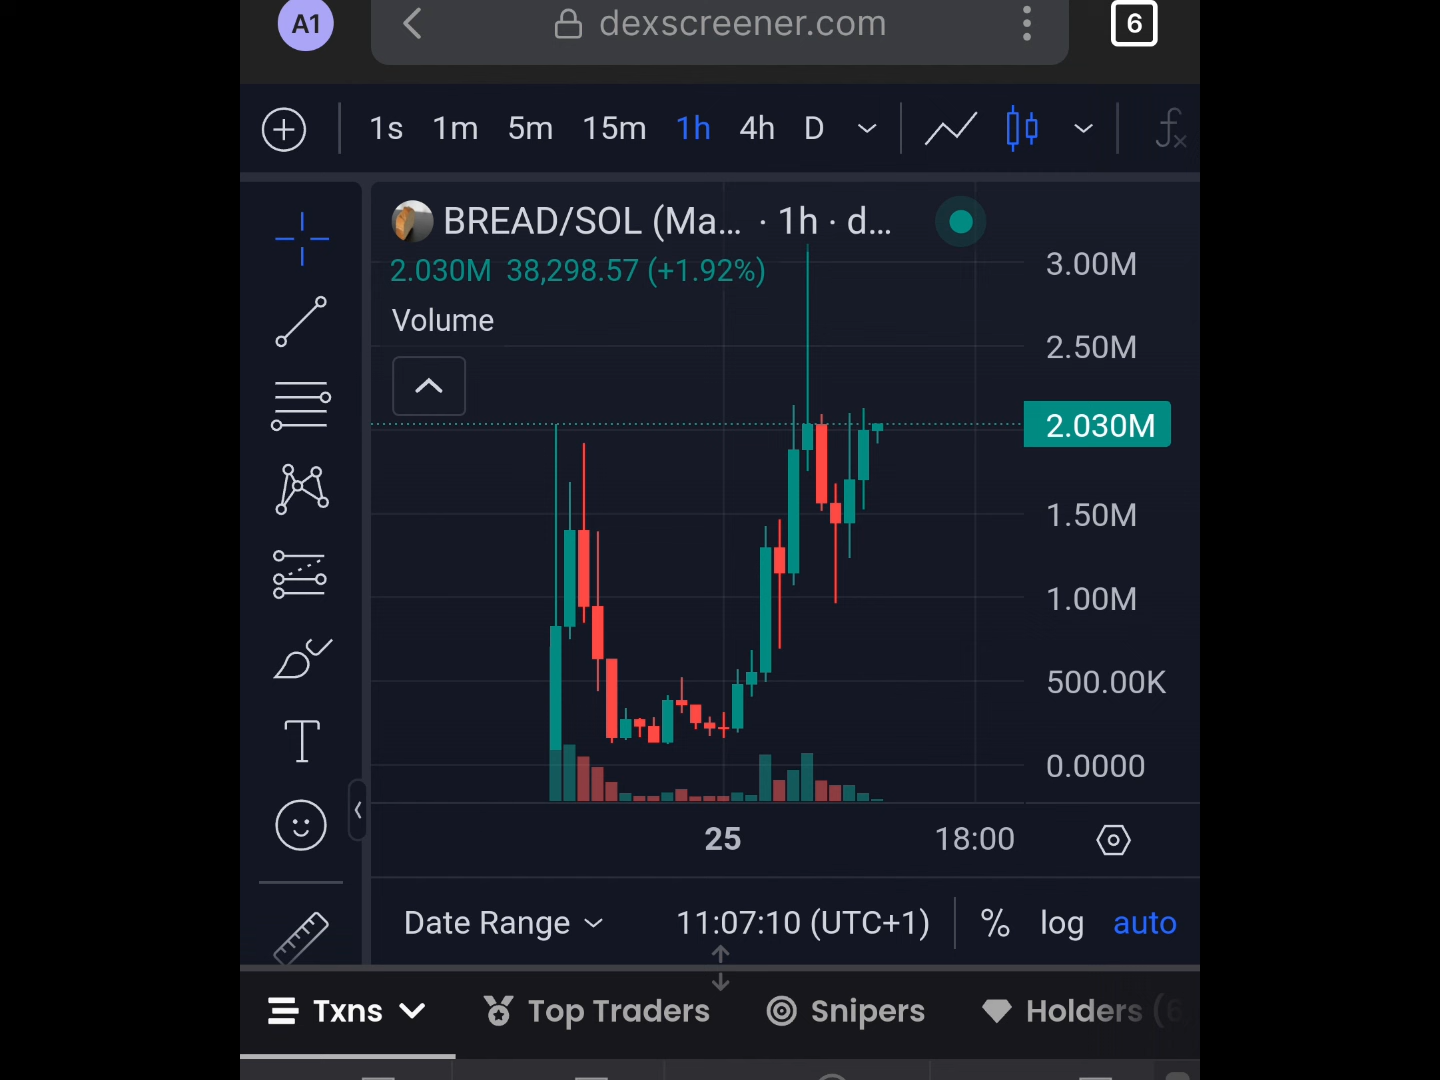 A1 dexscreener.com 6
1s 1m 5m 15m 1h 4h D fx
BREAD/SOL (Ma... · 1h · d...
2.030M 38,298.57 (+1.92%)
Volume
3.00M
2.50M
2.030M
1.50M
1.00M
500.00K
0.0000
25 18:00
Date Range 11:07:10 (UTC+1) % log auto
Txns Top Traders Snipers Holders (6